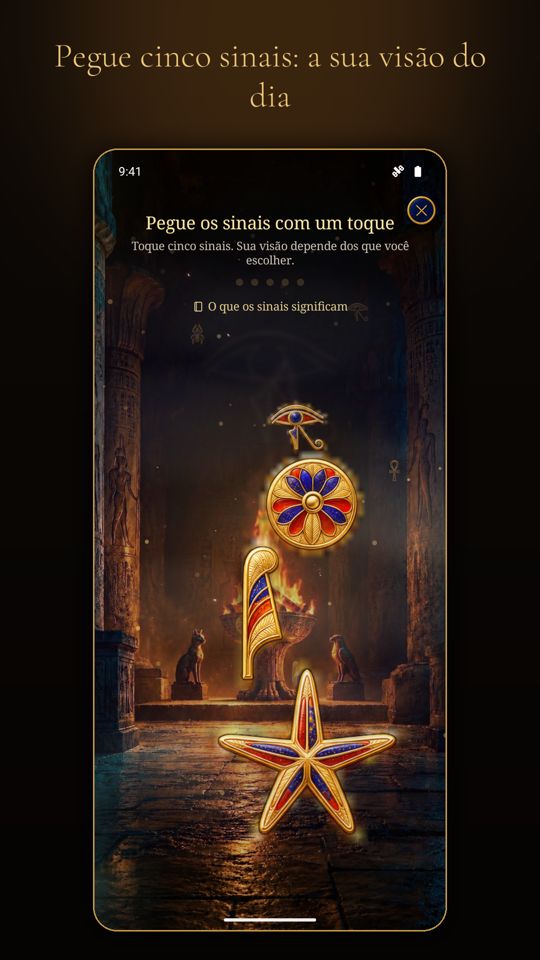 Pegue cinco sinais: a sua visão do
dia
9:41
Pegue os sinais com um toque
Toque cinco sinais. Sua visão depende dos que você
escolher.
O que os sinais significam